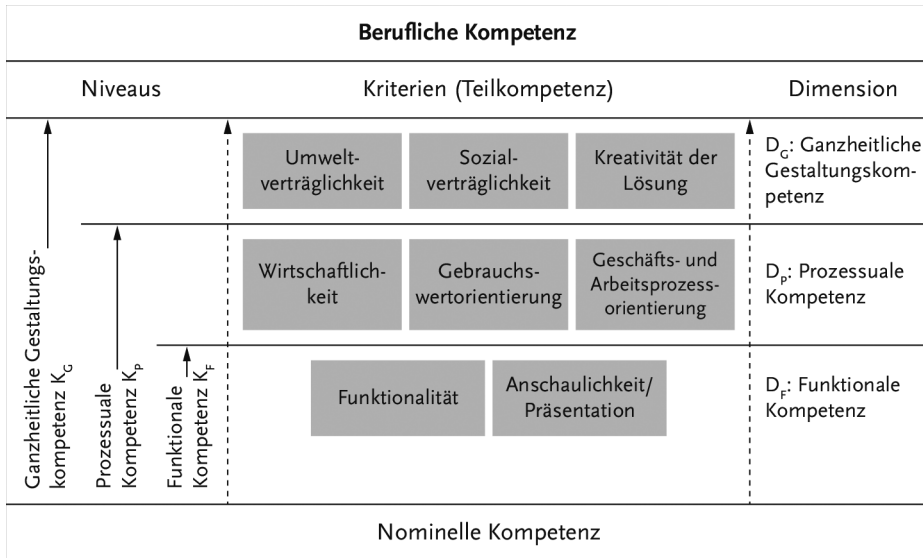 Berufliche Kompetenz
Niveaus
Kriterien (Teilkompetenz)
Dimension
Umwelt-
verträglichkeit
Sozial-
verträglichkeit
Kreativität der
Lösung
D_G: Ganzheitliche
Gestaltungskom-
petenz
Wirtschaftlich-
keit
Gebrauchs-
wertorientierung
Geschäfts- und
Arbeitsprozess-
orientierung
D_P: Prozessuale
Kompetenz
Funktionalität
Anschaulichkeit/
Präsentation
D_F: Funktionale
Kompetenz
Ganzheitliche Gestaltungs-
kompetenz K_G
Prozessuale
Kompetenz K_P
Funktionale
Kompetenz K_F
Nominelle Kompetenz